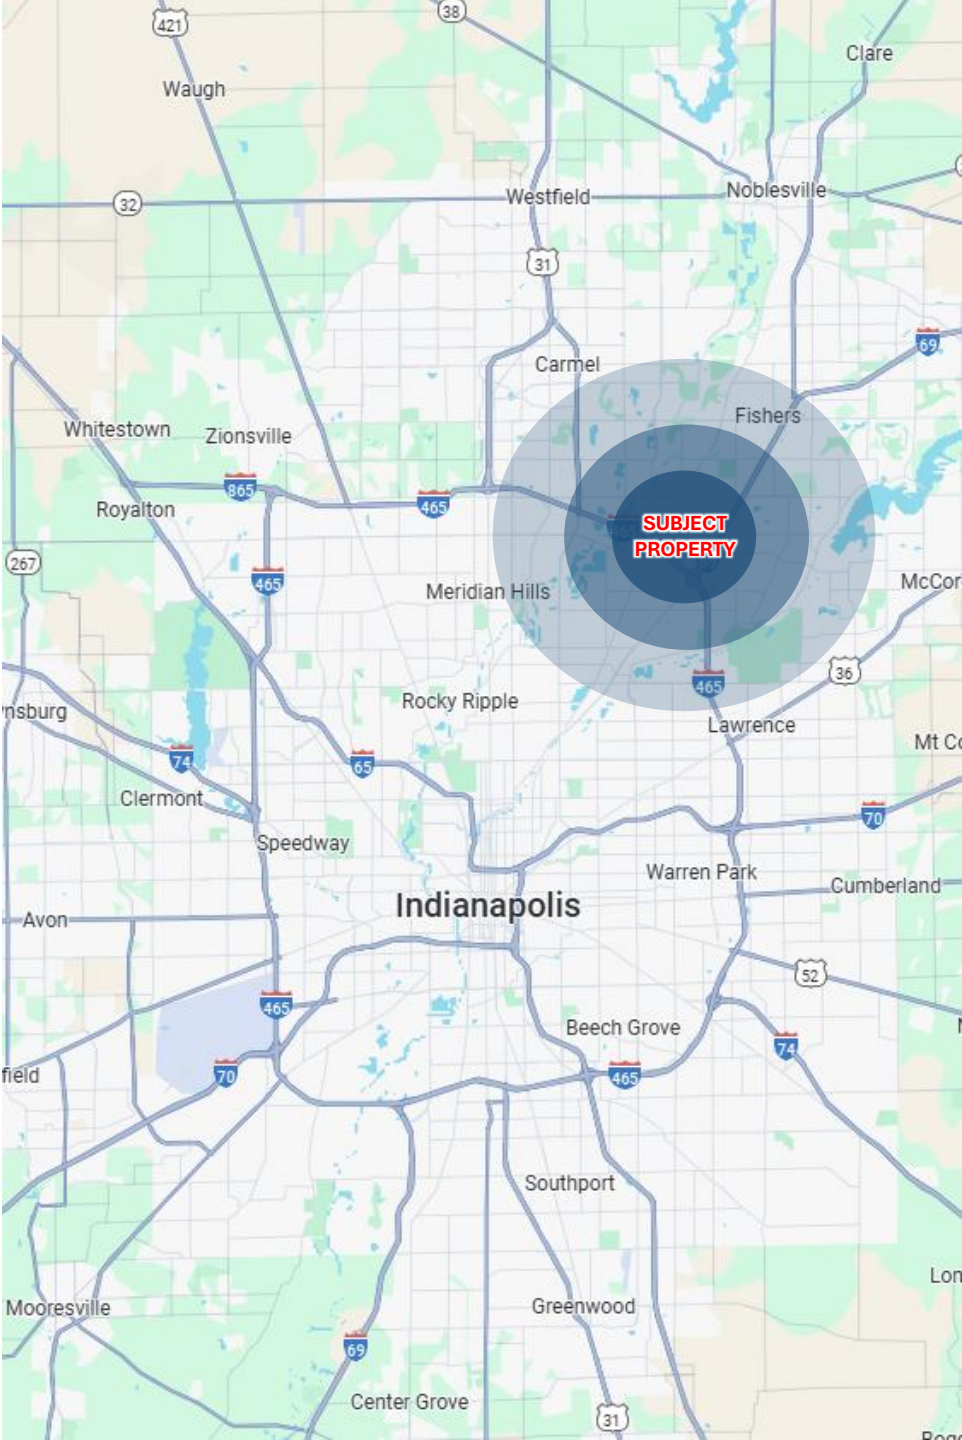 38
421
Clare
Waugh
32
Westfield
Noblesville
31
69
Carmel
Fishers
Whitestown
Zionsville
865
465
Royalton
SUBJECT
PROPERTY
267
465
Meridian Hills
McCor
36
465
Rocky Ripple
nsburg
Lawrence
Mt Co
74
65
Clermont
70
Speedway
Warren Park
Cumberland
Indianapolis
Avon
52
465
Beech Grove
74
field
70
465
Southport
Lon
Mooresville
Greenwood
69
Center Grove
31